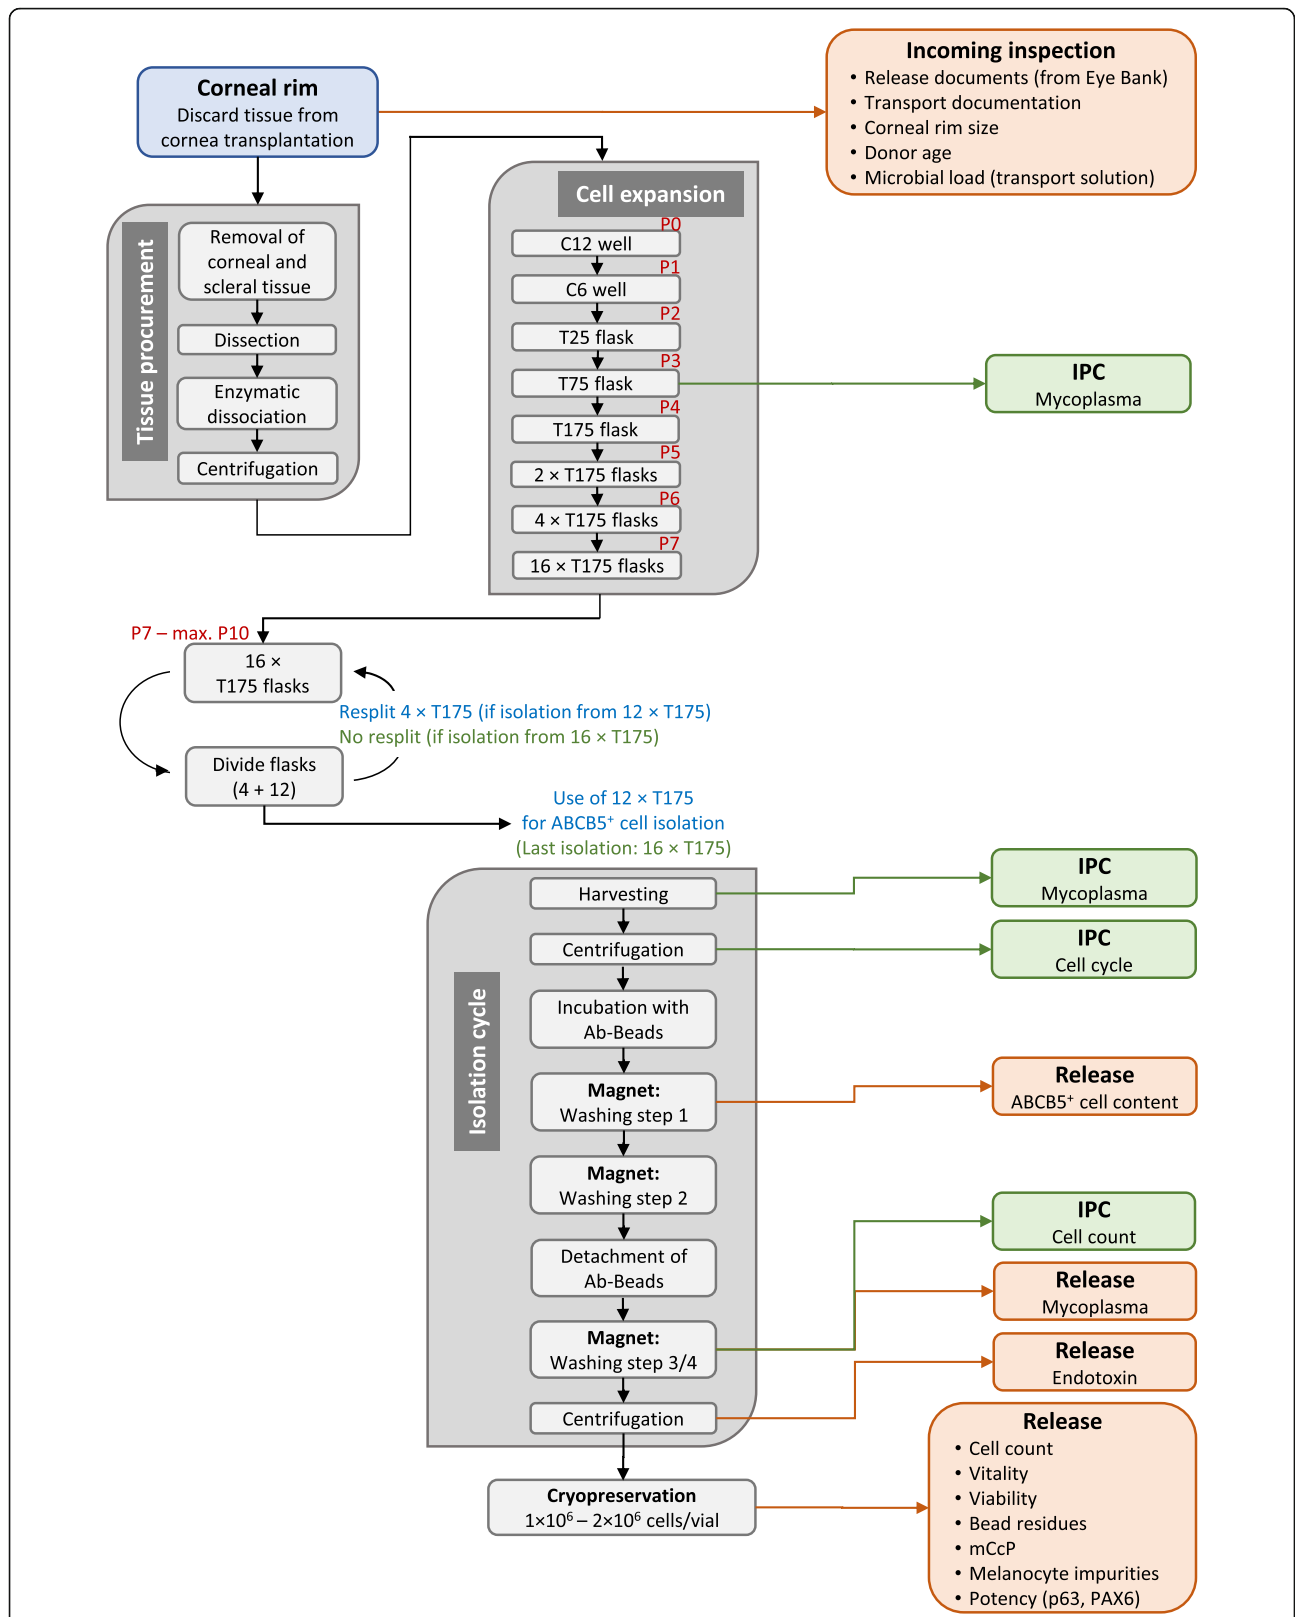 Corneal rim
Discard tissue from
cornea transplantation
Incoming inspection
• Release documents (from Eye Bank)
• Transport documentation
• Corneal rim size
• Donor age
• Microbial load (transport solution)
Tissue procurement
Removal of
corneal and
scleral tissue
Dissection
Enzymatic
dissociation
Centrifugation
Cell expansion
P0
C12 well
P1
C6 well
P2
T25 flask
P3
T75 flask
P4
T175 flask
P5
2 × T175 flasks
P6
4 × T175 flasks
P7
16 × T175 flasks
IPC
Mycoplasma
P7 – max. P10
16 ×
T175 flasks
Resplit 4 × T175 (if isolation from 12 × T175)
No resplit (if isolation from 16 × T175)
Divide flasks
(4 + 12)
Use of 12 × T175
for ABCB5⁺ cell isolation
(Last isolation: 16 × T175)
Isolation cycle
Harvesting
Centrifugation
Incubation with
Ab-Beads
Magnet:
Washing step 1
Magnet:
Washing step 2
Detachment of
Ab-Beads
Magnet:
Washing step 3/4
Centrifugation
Cryopreservation
1×10⁶ – 2×10⁶ cells/vial
IPC
Mycoplasma
IPC
Cell cycle
Release
ABCB5⁺ cell content
IPC
Cell count
Release
Mycoplasma
Release
Endotoxin
Release
• Cell count
• Vitality
• Viability
• Bead residues
• mCcP
• Melanocyte impurities
• Potency (p63, PAX6)